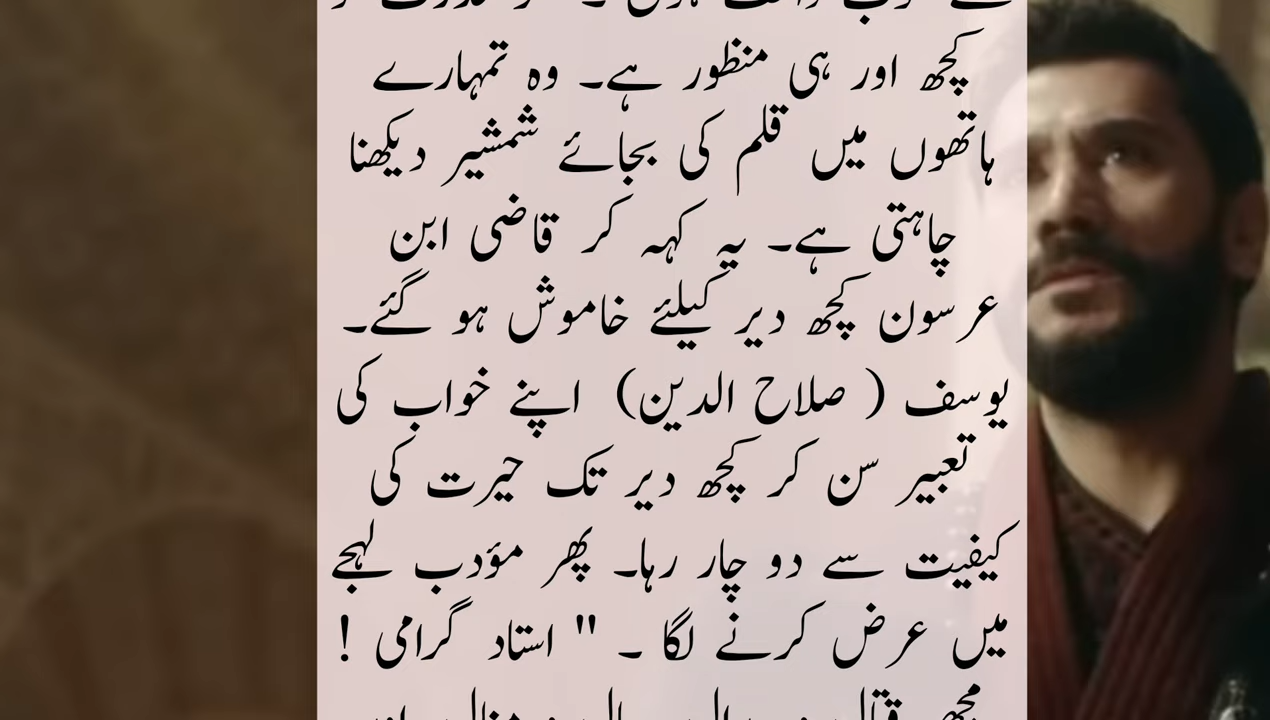 کچھ اور ہی منظور ہے۔ وہ تمہارے
ہاتھوں میں قلم کی بجائے شمشیر دیکھنا
چاہتی ہے۔ یہ کہہ کر قاضی ابن
عرسون کچھ دیر کیلئے خاموش ہو گئے۔
یوسف ( صلاح الدین) اپنے خواب کی
تعبیر سن کر کچھ دیر تک حیرت کی
کیفیت سے دو چار رہا۔ پھر مؤدب لہجے
میں عرض کرنے لگا ۔ " استاد گرامی !